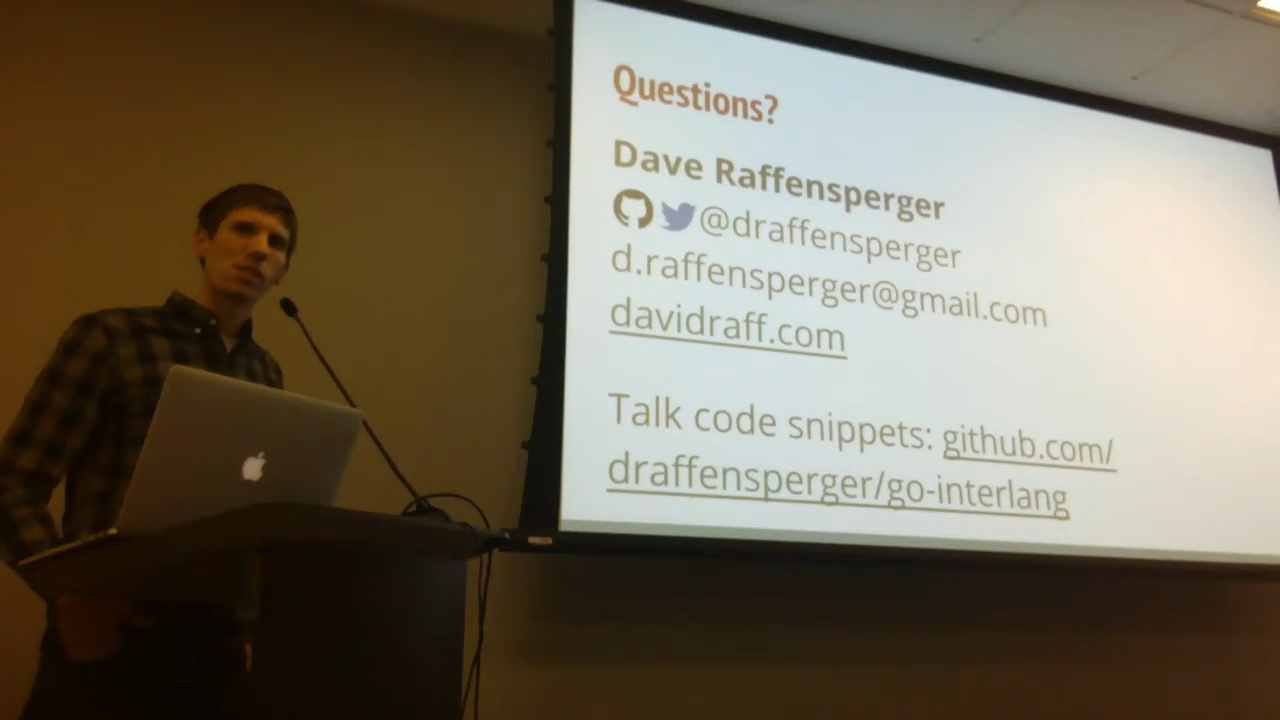 Questions?
Dave Raffensperger
@draffensperger
d.raffensperger@gmail.com
davidraff.com
Talk code snippets: github.com/
draffensperger/go-interlang